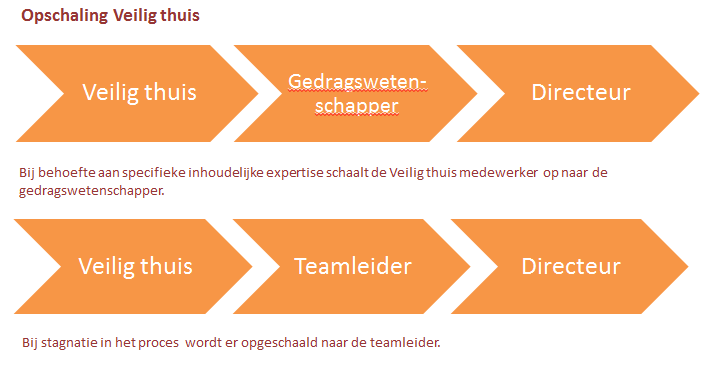 Opschaling Veilig thuis
Veilig thuis
Gedragsweten-
schapper
Directeur
Bij behoefte aan specifieke inhoudelijke expertise schaalt de Veilig thuis medewerker op naar de
gedragswetenschapper.
Veilig thuis
Teamleider
Directeur
Bij stagnatie in het proces wordt er opgeschaald naar de teamleider.